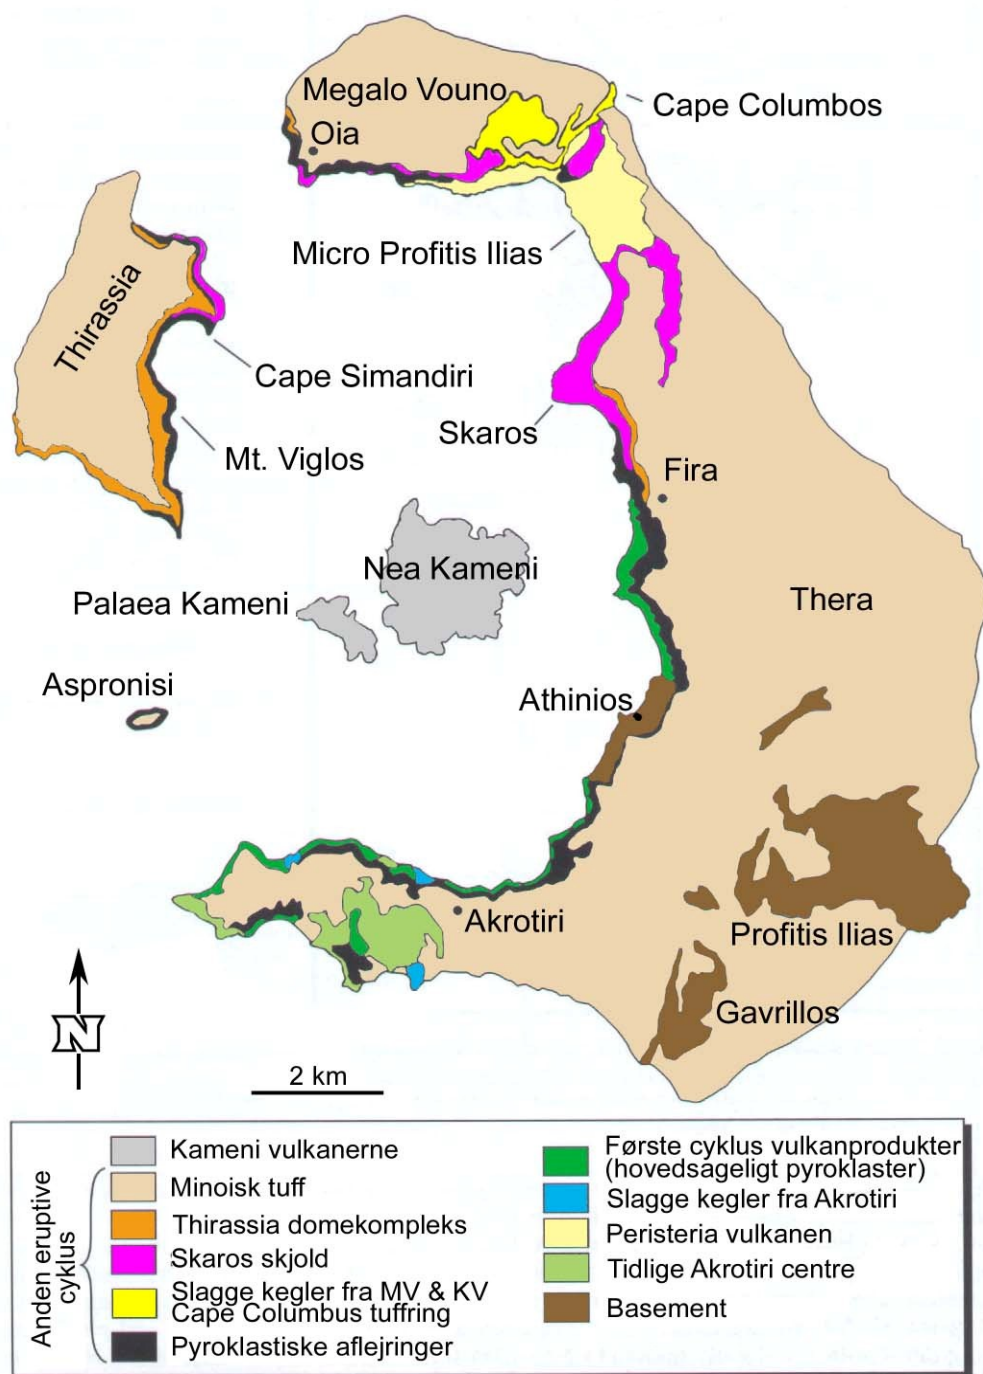 Megalo Vouno
Oia
Cape Columbos
Micro Profitis Ilias
Thirassia
Cape Simandiri
Skaros
Mt. Viglos
Fira
Nea Kameni
Palaea Kameni
Thera
Aspronisi
Athinios
Akrotiri
Profitis Ilias
Gavrillos
N
2 km
Anden eruptive
cyklus
Kameni vulkanerne
Minoisk tuff
Thirassia domekompleks
Skaros skjold
Slagge kegler fra MV & KV
Cape Columbus tuffring
Pyroklastiske aflejringer
Første cyklus vulkanprodukter
(hovedsageligt pyroklaster)
Slagge kegler fra Akrotiri
Peristeria vulkanen
Tidlige Akrotiri centre
Basement